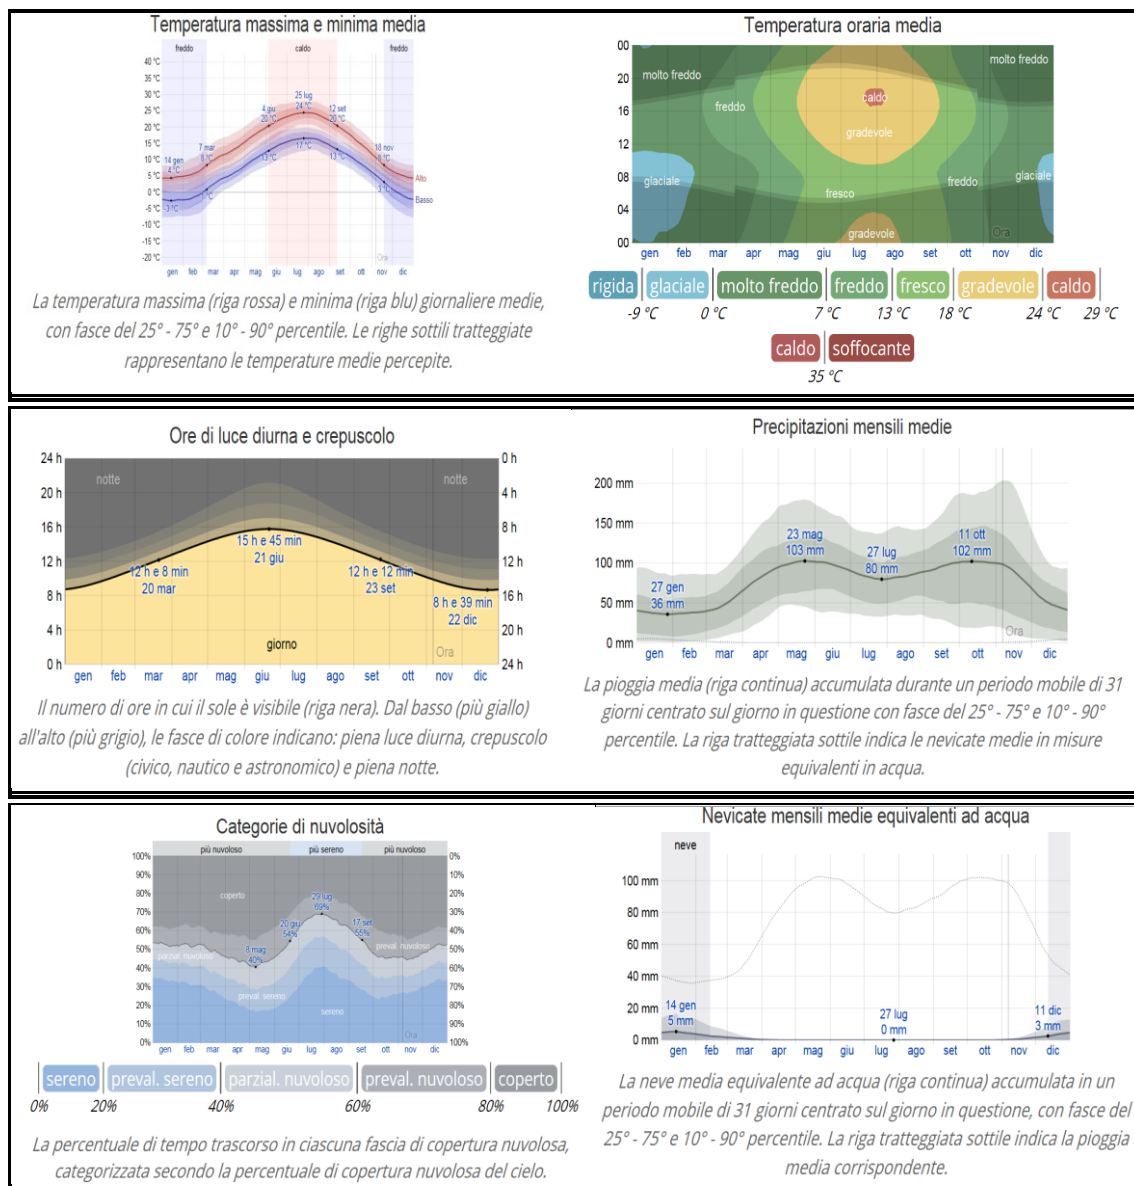 Temperatura massima e minima media
freddo
caldo
freddo
40 °C
35 °C
30 °C
25 °C
20 °C
15 °C
10 °C
5 °C
0 °C
-5 °C
-10 °C
-15 °C
-20 °C
14 gen
4 °C
-3 °C
7 mar
8 °C
4 giu
20 °C
13 °C
25 lug
24 °C
17 °C
12 set
20 °C
13 °C
18 nov
8 °C
Alto
Basso
Ora
gen feb mar apr mag giu lug ago set ott nov dic
La temperatura massima (riga rossa) e minima (riga blu) giornaliere medie,
con fasce del 25° - 75° e 10° - 90° percentile. Le righe sottili tratteggiate
rappresentano le temperature medie percepite.
Temperatura oraria media
00
20
16
12
08
04
00
molto freddo
molto freddo
freddo
caldo
gradevole
glaciale
fresco
freddo
glaciale
gradevole
Ora
gen feb mar apr mag giu lug ago set ott nov dic
rigida glaciale molto freddo freddo fresco gradevole caldo
-9 °C 0 °C 7 °C 13 °C 18 °C 24 °C 29 °C
caldo soffocante
35 °C
Ore di luce diurna e crepuscolo
24 h
20 h
16 h
12 h
8 h
4 h
0 h
0 h
4 h
8 h
12 h
16 h
20 h
24 h
notte
notte
15 h e 45 min
21 giu
12 h e 8 min
20 mar
12 h e 12 min
23 set
8 h e 39 min
22 dic
giorno
Ora
gen feb mar apr mag giu lug ago set ott nov dic
Il numero di ore in cui il sole è visibile (riga nera). Dal basso (più giallo)
all'alto (più grigio), le fasce di colore indicano: piena luce diurna, crepuscolo
(civico, nautico e astronomico) e piena notte.
Precipitazioni mensili medie
200 mm
150 mm
100 mm
50 mm
0 mm
27 gen
36 mm
23 mag
103 mm
27 lug
80 mm
11 ott
102 mm
Ora
gen feb mar apr mag giu lug ago set ott nov dic
La pioggia media (riga continua) accumulata durante un periodo mobile di 31
giorni centrato sul giorno in questione con fasce del 25° - 75° e 10° - 90°
percentile. La riga tratteggiata sottile indica le nevicate medie in misure
equivalenti in acqua.
Categorie di nuvolosità
più nuvoloso
più sereno
più nuvoloso
100%
90%
80%
70%
60%
50%
40%
30%
20%
10%
0%
0%
10%
20%
30%
40%
50%
60%
70%
80%
90%
100%
coperto
29 lug
69%
20 giu
54%
17 set
55%
8 mag
40%
preval. nuvoloso
parzial. nuvoloso
preval. sereno
sereno
Ora
gen feb mar apr mag giu lug ago set ott nov dic
sereno preval. sereno parzial. nuvoloso preval. nuvoloso coperto
0% 20% 40% 60% 80% 100%
La percentuale di tempo trascorso in ciascuna fascia di copertura nuvolosa,
categorizzata secondo la percentuale di copertura nuvolosa del cielo.
Nevicate mensili medie equivalenti ad acqua
neve
100 mm
80 mm
60 mm
40 mm
20 mm
0 mm
14 gen
5 mm
27 lug
0 mm
11 dic
3 mm
gen feb mar apr mag giu lug ago set ott nov dic
La neve media equivalente ad acqua (riga continua) accumulata in un
periodo mobile di 31 giorni centrato sul giorno in questione, con fasce del
25° - 75° e 10° - 90° percentile. La riga tratteggiata sottile indica la pioggia
media corrispondente.